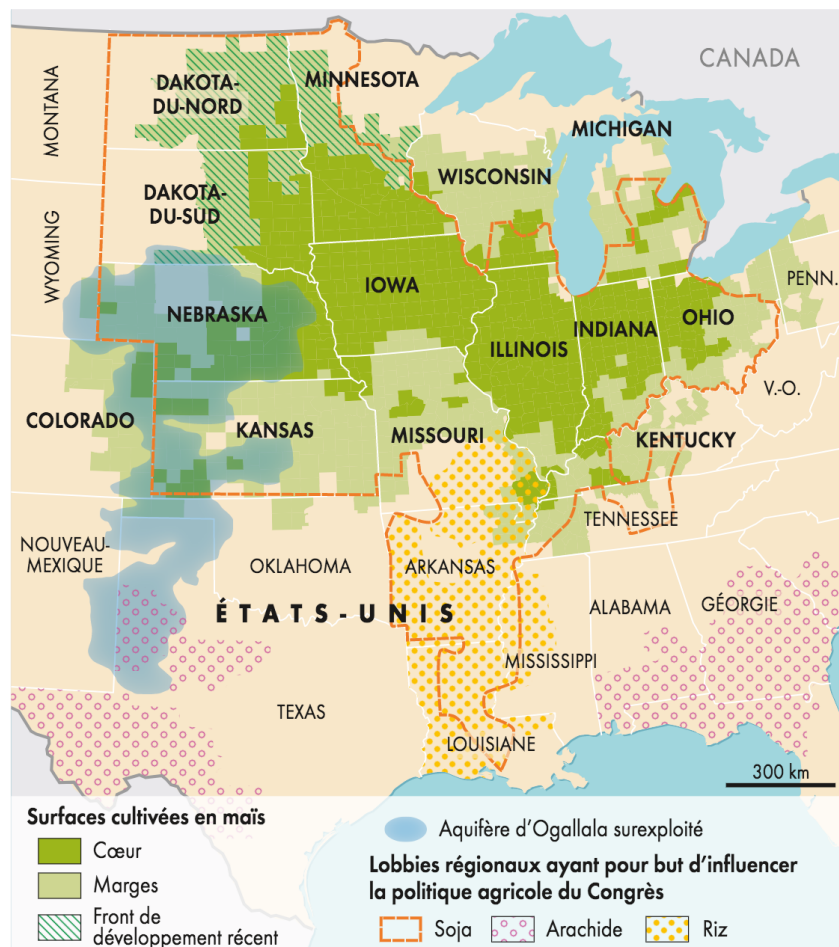 CANADA
MONTANA
DAKOTA-
DU-NORD
MINNESOTA
MICHIGAN
WISCONSIN
DAKOTA-
DU-SUD
WYOMING
IOWA
PENN.
NEBRASKA
ILLINOIS
INDIANA
OHIO
V.-O.
COLORADO
KANSAS
MISSOURI
KENTUCKY
TENNESSEE
NOUVEAU-
MEXIQUE
OKLAHOMA
ARKANSAS
ÉTATS-UNIS
ALABAMA
GÉORGIE
MISSISSIPPI
TEXAS
LOUISIANE
300 km
Surfaces cultivées en maïs
Cœur
Marges
Front de
développement récent
Aquifère d’Ogallala surexploité
Lobbies régionaux ayant pour but d’influencer
la politique agricole du Congrès
Soja
Arachide
Riz